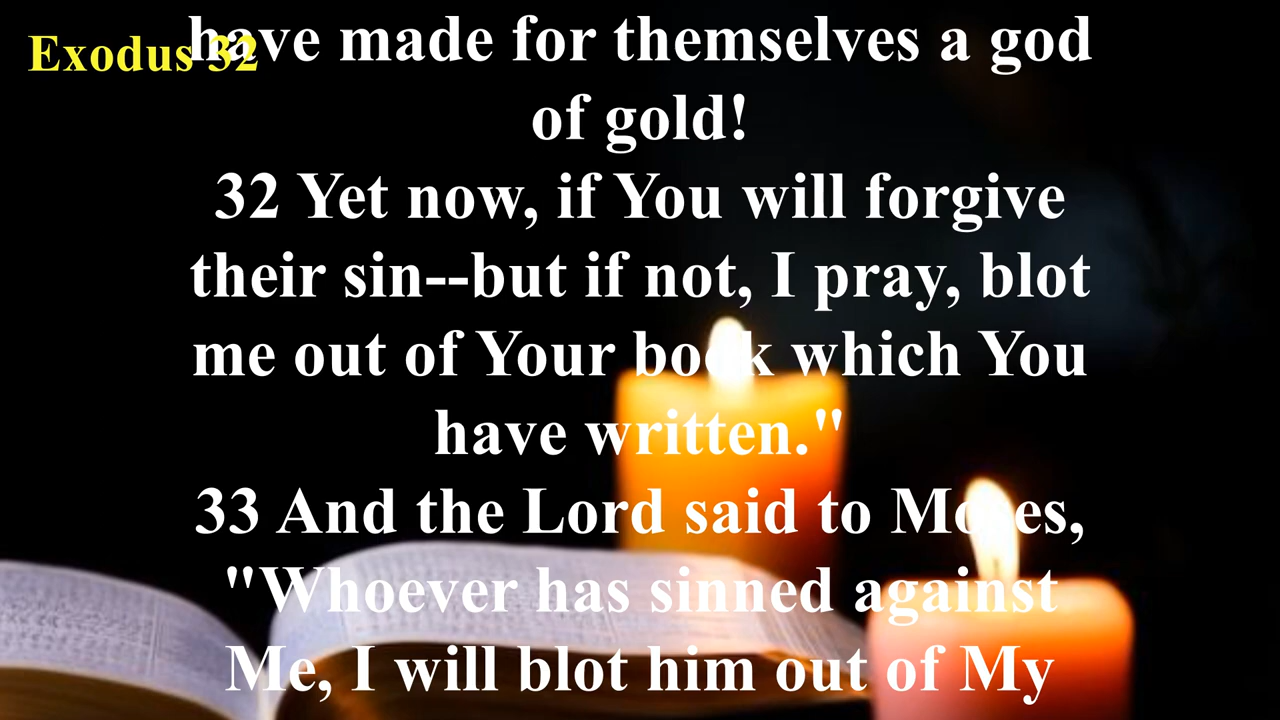 Exodus 32
have made for themselves a god
of gold!
32 Yet now, if You will forgive
their sin--but if not, I pray, blot
me out of Your book which You
have written."
33 And the Lord said to Moses,
"Whoever has sinned against
Me, I will blot him out of My